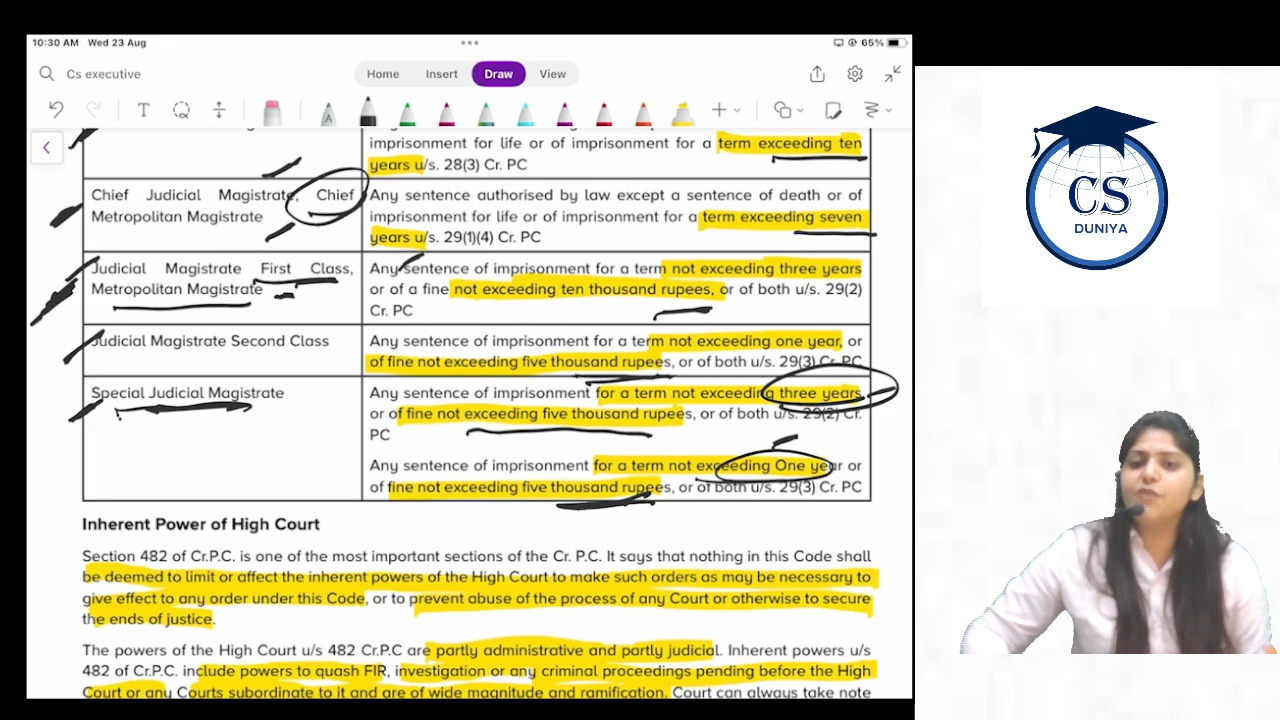 10:30 AM Wed 23 Aug
65%
Cs executive
Home Insert Draw View
T
A
imprisonment for life or of imprisonment for a term exceeding ten
years u/s. 28(3) Cr. PC
Chief Judicial Magistrate, Chief
Metropolitan Magistrate
Any sentence authorised by law except a sentence of death or of
imprisonment for life or of imprisonment for a term exceeding seven
years u/s. 29(1)(4) Cr. PC
Judicial Magistrate First Class,
Metropolitan Magistrate
Any sentence of imprisonment for a term not exceeding three years
or of a fine not exceeding ten thousand rupees, or of both u/s. 29(2)
Cr. PC
Judicial Magistrate Second Class
Any sentence of imprisonment for a term not exceeding one year, or
of fine not exceeding five thousand rupees, or of both u/s. 29(3) Cr. PC
Special Judicial Magistrate
Any sentence of imprisonment for a term not exceeding three years
or of fine not exceeding five thousand rupees, or of both u/s. 29(2) Cr.
PC
Any sentence of imprisonment for a term not exceeding One year or
of fine not exceeding five thousand rupees, or of both u/s. 29(3) Cr. PC
Inherent Power of High Court
Section 482 of Cr.P.C. is one of the most important sections of the Cr. P.C. It says that nothing in this Code shall
be deemed to limit or affect the inherent powers of the High Court to make such orders as may be necessary to
give effect to any order under this Code, or to prevent abuse of the process of any Court or otherwise to secure
the ends of justice.
The powers of the High Court u/s 482 Cr.P.C are partly administrative and partly judicial. Inherent powers u/s
482 of Cr.P.C. include powers to quash FIR, investigation or any criminal proceedings pending before the High
Court or any Courts subordinate to it and are of wide magnitude and ramification. Court can always take note
CS
DUNIYA